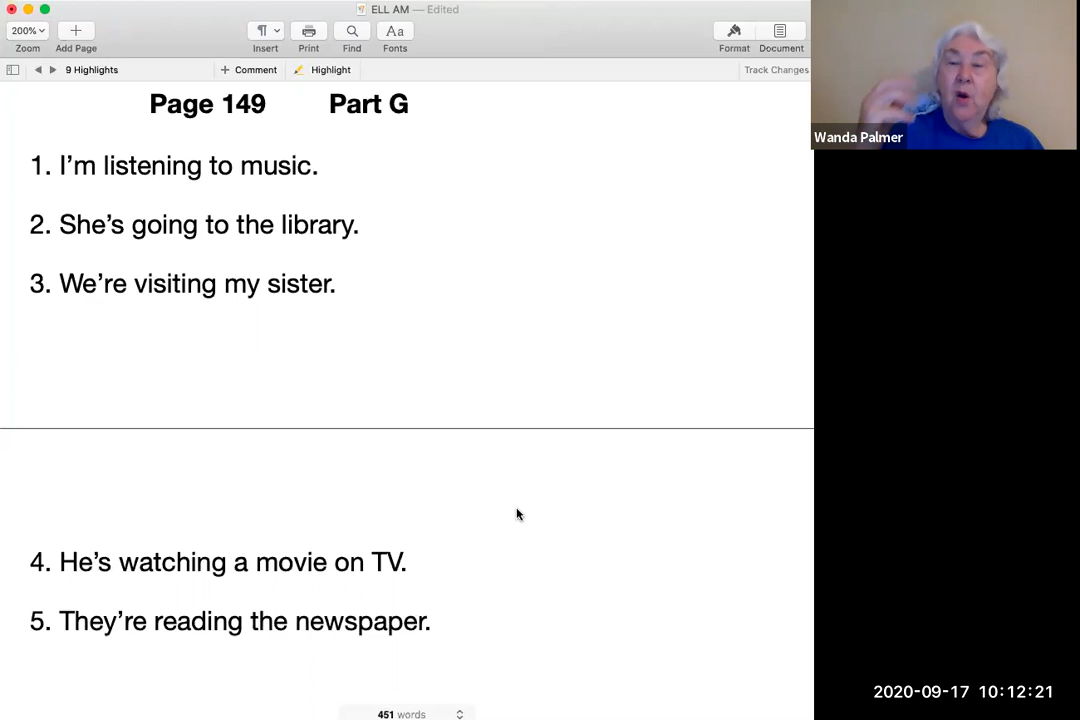 ELL AM — Edited
200%
Zoom
Add Page
Insert
Print
Find
Aa
Fonts
Format
Document
9 Highlights
+ Comment
Highlight
Track Changes
Wanda Palmer
Page 149 Part G
1. I'm listening to music.
2. She's going to the library.
3. We're visiting my sister.
4. He's watching a movie on TV.
5. They're reading the newspaper.
451 words
2020-09-17 10:12:21